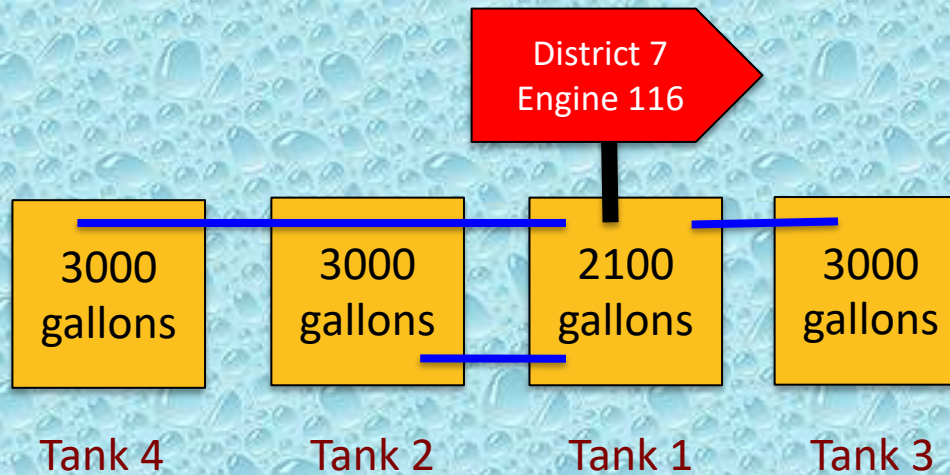 District 7
Engine 116
3000
gallons
3000
gallons
2100
gallons
3000
gallons
Tank 4
Tank 2
Tank 1
Tank 3